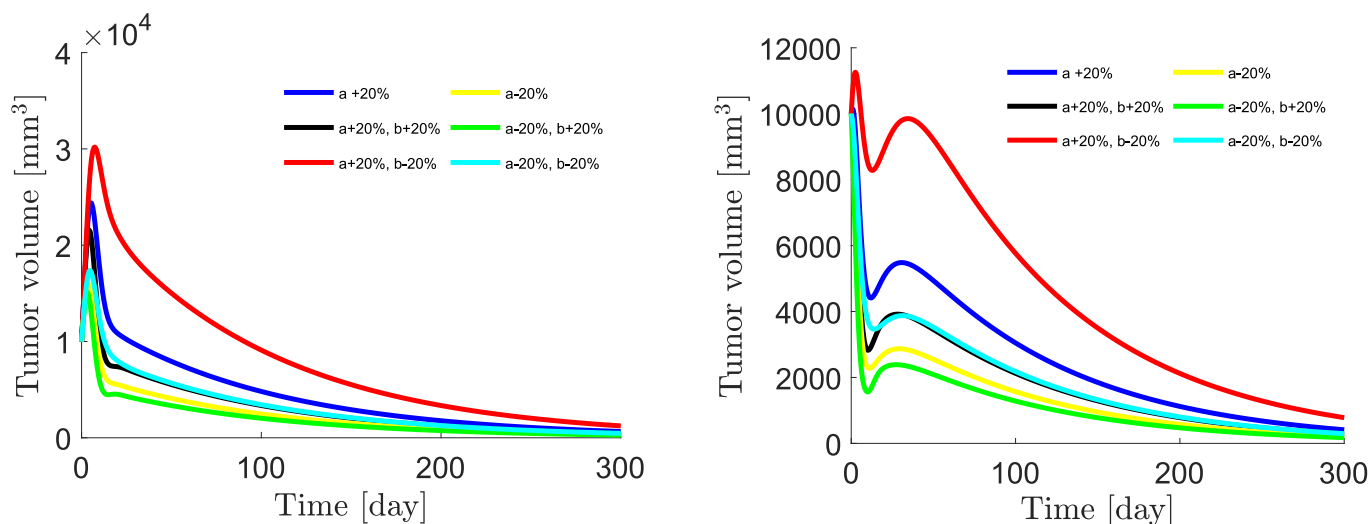 ×10⁴
4
3
2
1
0
Tumor volume [mm³]
a +20%
a+20%, b+20%
a+20%, b-20%
a-20%
a-20%, b+20%
a-20%, b-20%
0 100 200 300
Time [day]
12000
10000
8000
6000
4000
2000
0
Tumor volume [mm³]
a +20%
a+20%, b+20%
a+20%, b-20%
a-20%
a-20%, b+20%
a-20%, b-20%
0 100 200 300
Time [day]